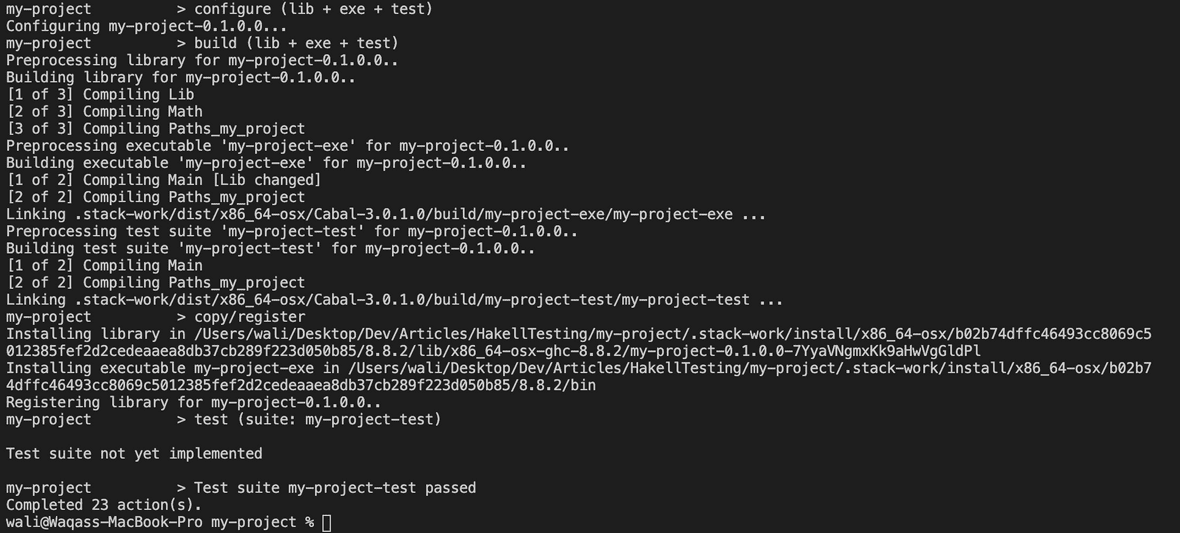 my-project          > configure (lib + exe + test)
Configuring my-project-0.1.0.0...
my-project          > build (lib + exe + test)
Preprocessing library for my-project-0.1.0.0..
Building library for my-project-0.1.0.0..
[1 of 3] Compiling Lib
[2 of 3] Compiling Math
[3 of 3] Compiling Paths_my_project
Preprocessing executable 'my-project-exe' for my-project-0.1.0.0..
Building executable 'my-project-exe' for my-project-0.1.0.0..
[1 of 2] Compiling Main [Lib changed]
[2 of 2] Compiling Paths_my_project
Linking .stack-work/dist/x86_64-osx/Cabal-3.0.1.0/build/my-project-exe/my-project-exe ...
Preprocessing test suite 'my-project-test' for my-project-0.1.0.0..
Building test suite 'my-project-test' for my-project-0.1.0.0..
[1 of 2] Compiling Main
[2 of 2] Compiling Paths_my_project
Linking .stack-work/dist/x86_64-osx/Cabal-3.0.1.0/build/my-project-test/my-project-test ...
my-project          > copy/register
Installing library in /Users/wali/Desktop/Dev/Articles/HakellTesting/my-project/.stack-work/install/x86_64-osx/b02b74dffc46493cc8069c5
012385fef2d2cedeaaea8db37cb289f223d050b85/8.8.2/lib/x86_64-osx-ghc-8.8.2/my-project-0.1.0.0-7YyaVNgmxKk9aHwVgGldPl
Installing executable my-project-exe in /Users/wali/Desktop/Dev/Articles/HakellTesting/my-project/.stack-work/install/x86_64-osx/b02b7
4dffc46493cc8069c5012385fef2d2cedeaaea8db37cb289f223d050b85/8.8.2/bin
Registering library for my-project-0.1.0.0..
my-project          > test (suite: my-project-test)
Test suite not yet implemented
my-project          > Test suite my-project-test passed
Completed 23 action(s).
wali@Waqass-MacBook-Pro my-project %